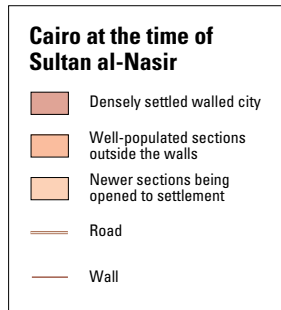 Cairo at the time of
Sultan al-Nasir
Densely settled walled city
Well-populated sections
outside the walls
Newer sections being
opened to settlement
Road
Wall